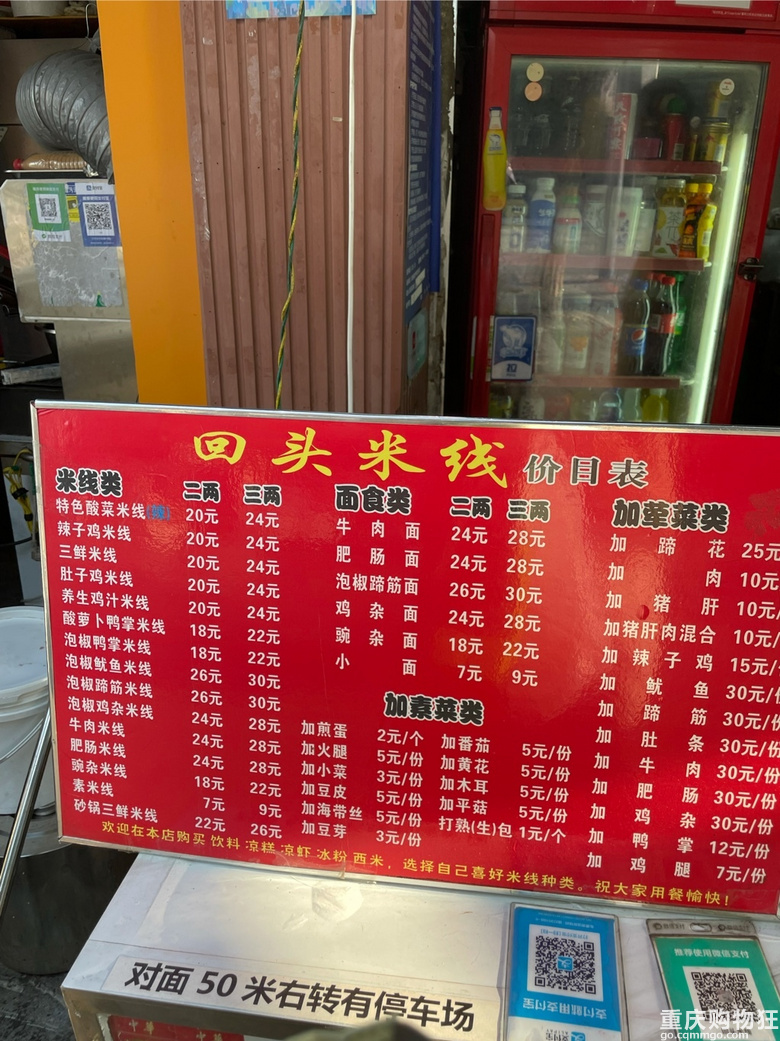 回头米线 价目表
米线类 二两 三两
特色酸菜米线 20元 24元
辣子鸡米线 20元 24元
三鲜米线 20元 24元
肚子鸡米线 20元 24元
养生鸡汁米线 20元 24元
酸萝卜鸭掌米线 18元 22元
泡椒鸭掌米线 18元 22元
泡椒鱿鱼米线 26元 30元
泡椒蹄筋米线 26元 30元
泡椒鸡杂米线 24元 28元
牛肉米线 24元 28元
肥肠米线 24元 28元
豌杂米线 18元 22元
素米线 7元 9元
砂锅三鲜米线 22元 26元
面食类 二两 三两
牛肉面 24元 28元
肥肠面 24元 28元
泡椒蹄筋面 26元 30元
鸡杂面 24元 28元
豌杂面 18元 22元
小面 7元 9元
加素菜类
加煎蛋 2元/个 加番茄 5元/份
加火腿 5元/份 加黄花 5元/份
加小菜 3元/份 加木耳 5元/份
加豆皮 5元/份 加平菇 5元/份
加海带丝 5元/份 打熟(生)包 1元/个
加豆芽 3元/份
加荤菜类
加蹄花 25元
加肉 10元
加猪肝 10元/
加猪肝肉混合 10元/
加辣子鸡 15元/
加鱿鱼 30元/
加蹄筋 30元/份
加肚条 30元/份
加牛肉 30元/份
加肥肠 30元/份
加鸭掌 12元/份
加鸡腿 7元/份
欢迎在本店购买 饮料 凉糕 凉虾 冰粉 西米，选择自己喜好米线种类。祝大家用餐愉快！
对面 50 米右转有停车场
支付就用支付宝
推荐使用微信支付
重庆购物狂
go.cqmmgo.com